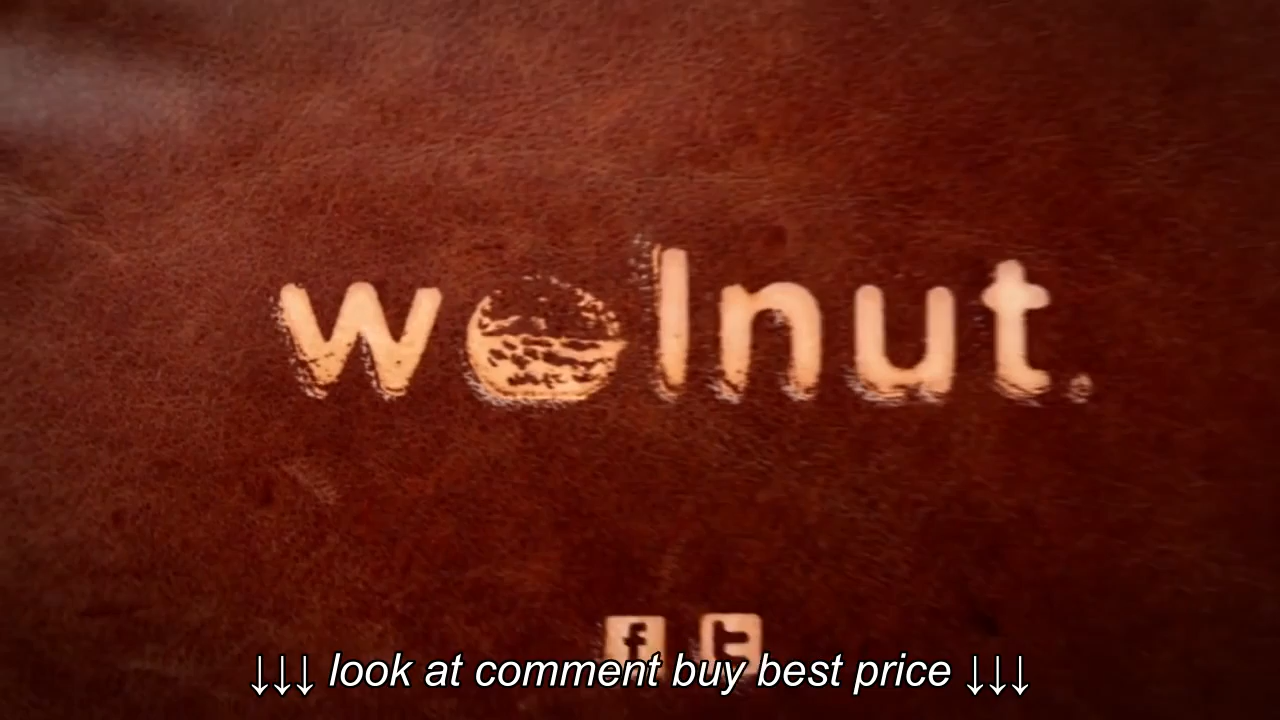 walnut.
f t
↓↓↓ look at comment buy best price ↓↓↓